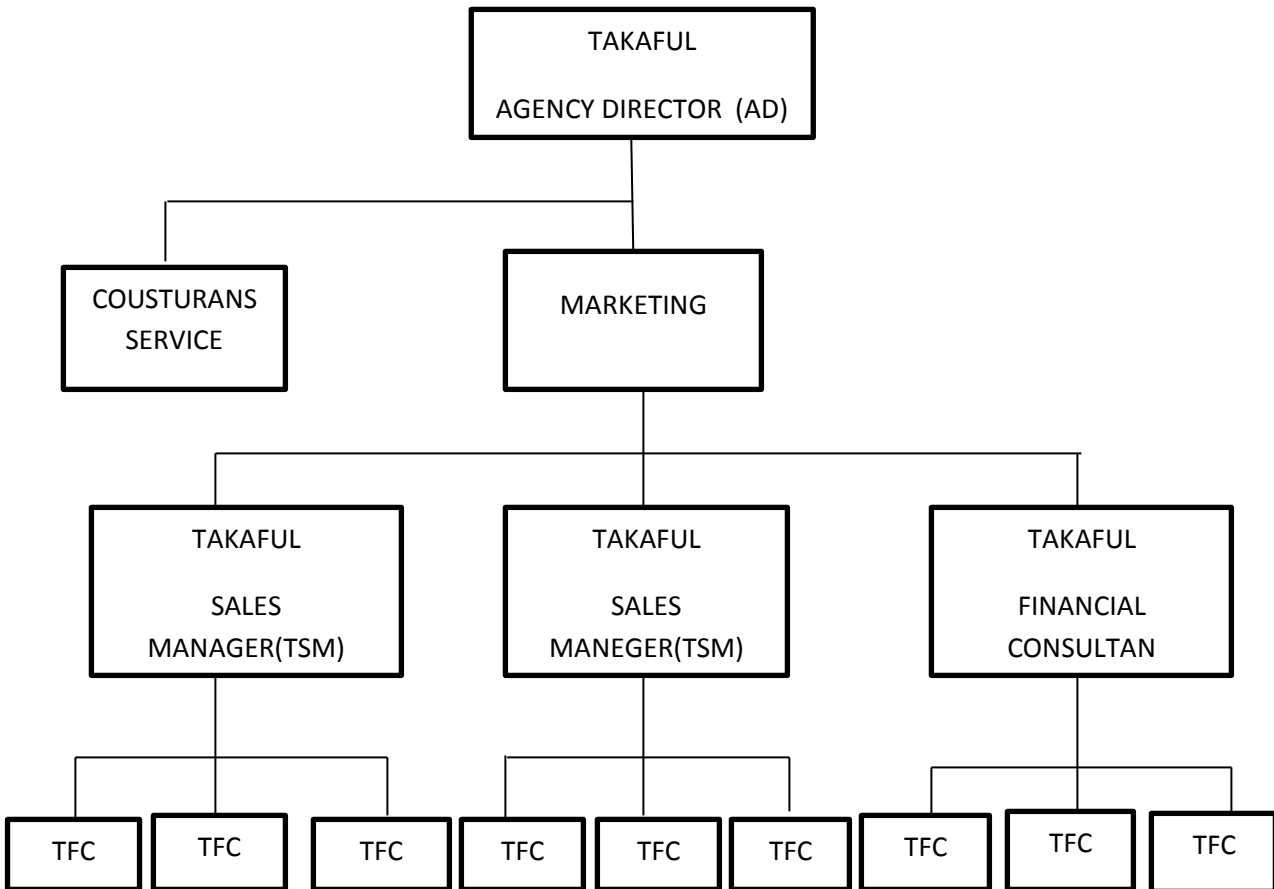 TAKAFUL
AGENCY DIRECTOR (AD)
COUSTURANS
SERVICE
MARKETING
TAKAFUL
SALES
MANAGER(TSM)
TAKAFUL
SALES
MANEGER(TSM)
TAKAFUL
FINANCIAL
CONSULTAN
TFC
TFC
TFC
TFC
TFC
TFC
TFC
TFC
TFC